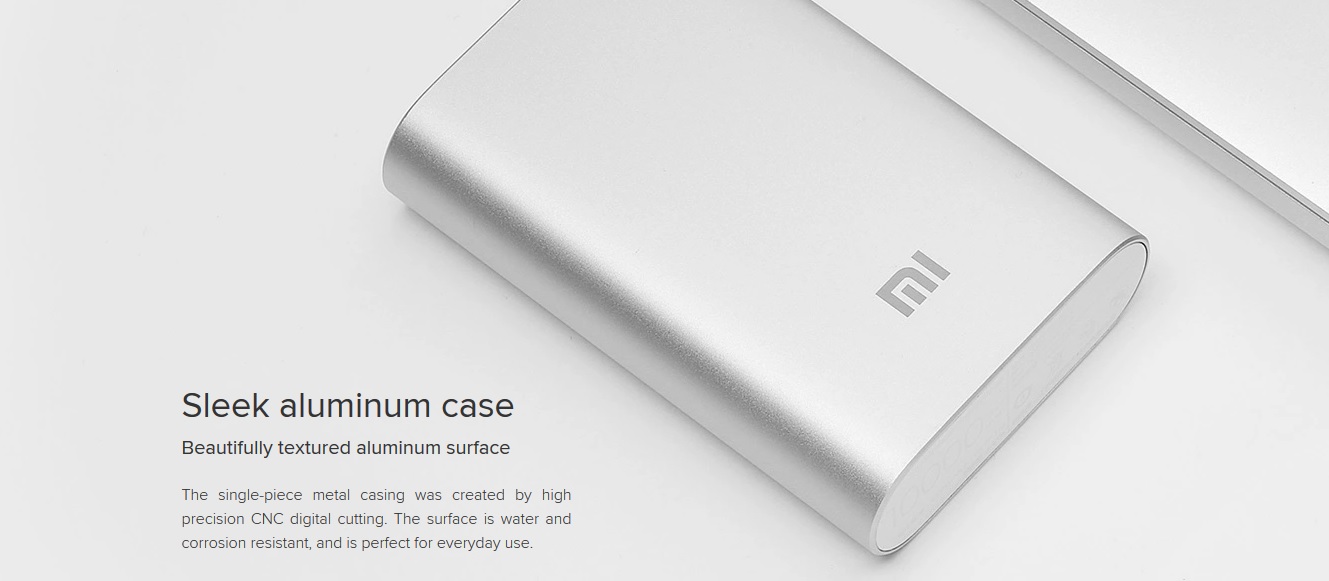 mi
Sleek aluminum case
Beautifully textured aluminum surface
The single-piece metal casing was created by high
precision CNC digital cutting. The surface is water and
corrosion resistant, and is perfect for everyday use.